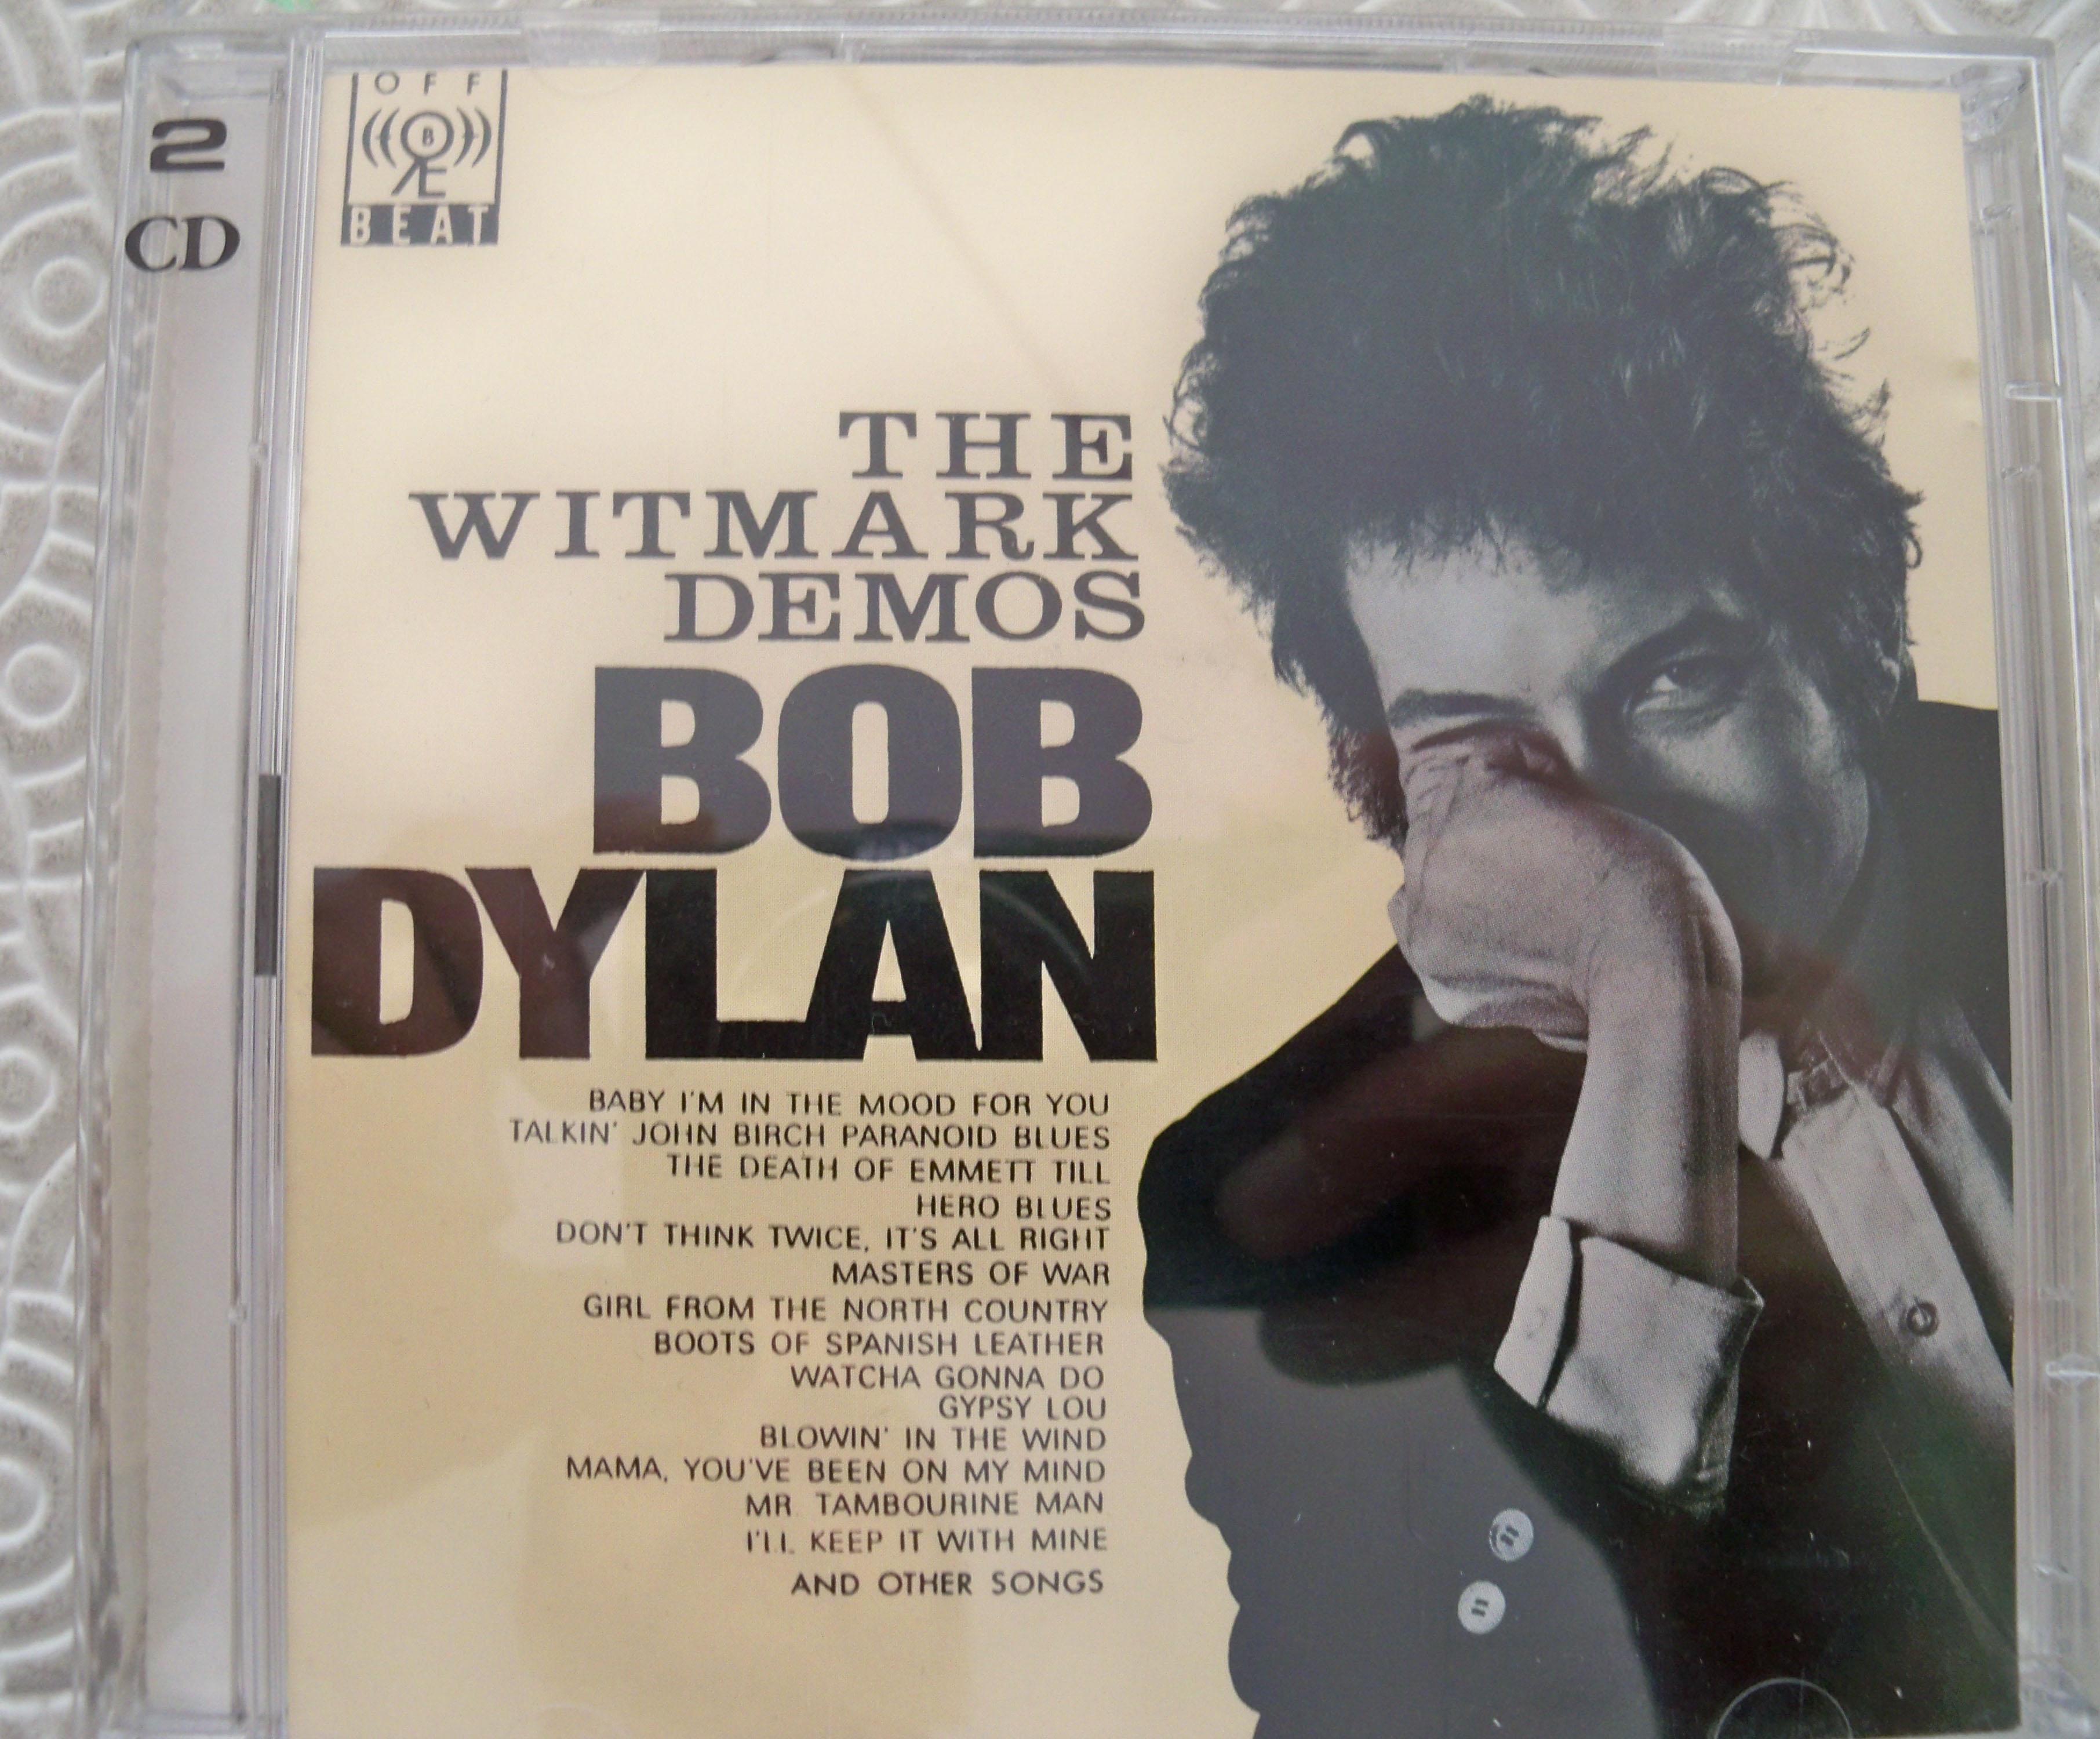 2
CD
OFF
B
BEAT
THE
WITMARK
DEMOS
BOB
DYLAN
BABY I'M IN THE MOOD FOR YOU
TALKIN' JOHN BIRCH PARANOID BLUES
THE DEATH OF EMMETT TILL
HERO BLUES
DON'T THINK TWICE, IT'S ALL RIGHT
MASTERS OF WAR
GIRL FROM THE NORTH COUNTRY
BOOTS OF SPANISH LEATHER
WATCHA GONNA DO
GYPSY LOU
BLOWIN' IN THE WIND
MAMA, YOU'VE BEEN ON MY MIND
MR. TAMBOURINE MAN
I'LL KEEP IT WITH MINE
AND OTHER SONGS